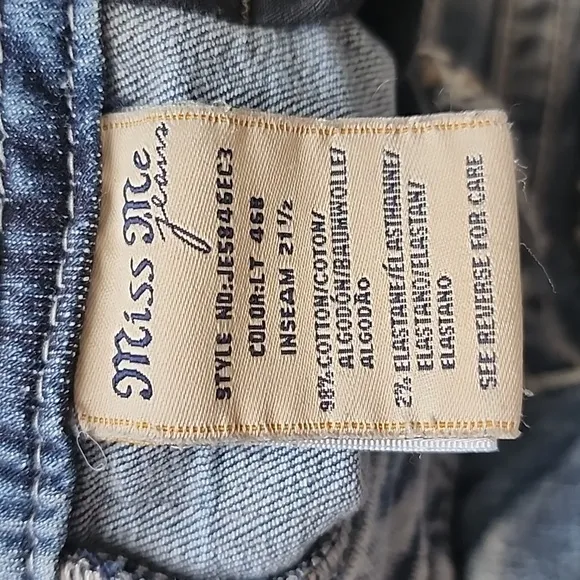 Miss Me
jeans
STYLE NO:JE5846EC3
COLOR:LT 468
INSEAM 21½
98% COTTON/COTON/
ALGODÓN/BAUMWOLLE/
ALGODÃO
2% ELASTANE/ÉLASTHANNE/
ELASTANO/ELASTAN/
ELASTANO
SEE REVERSE FOR CARE